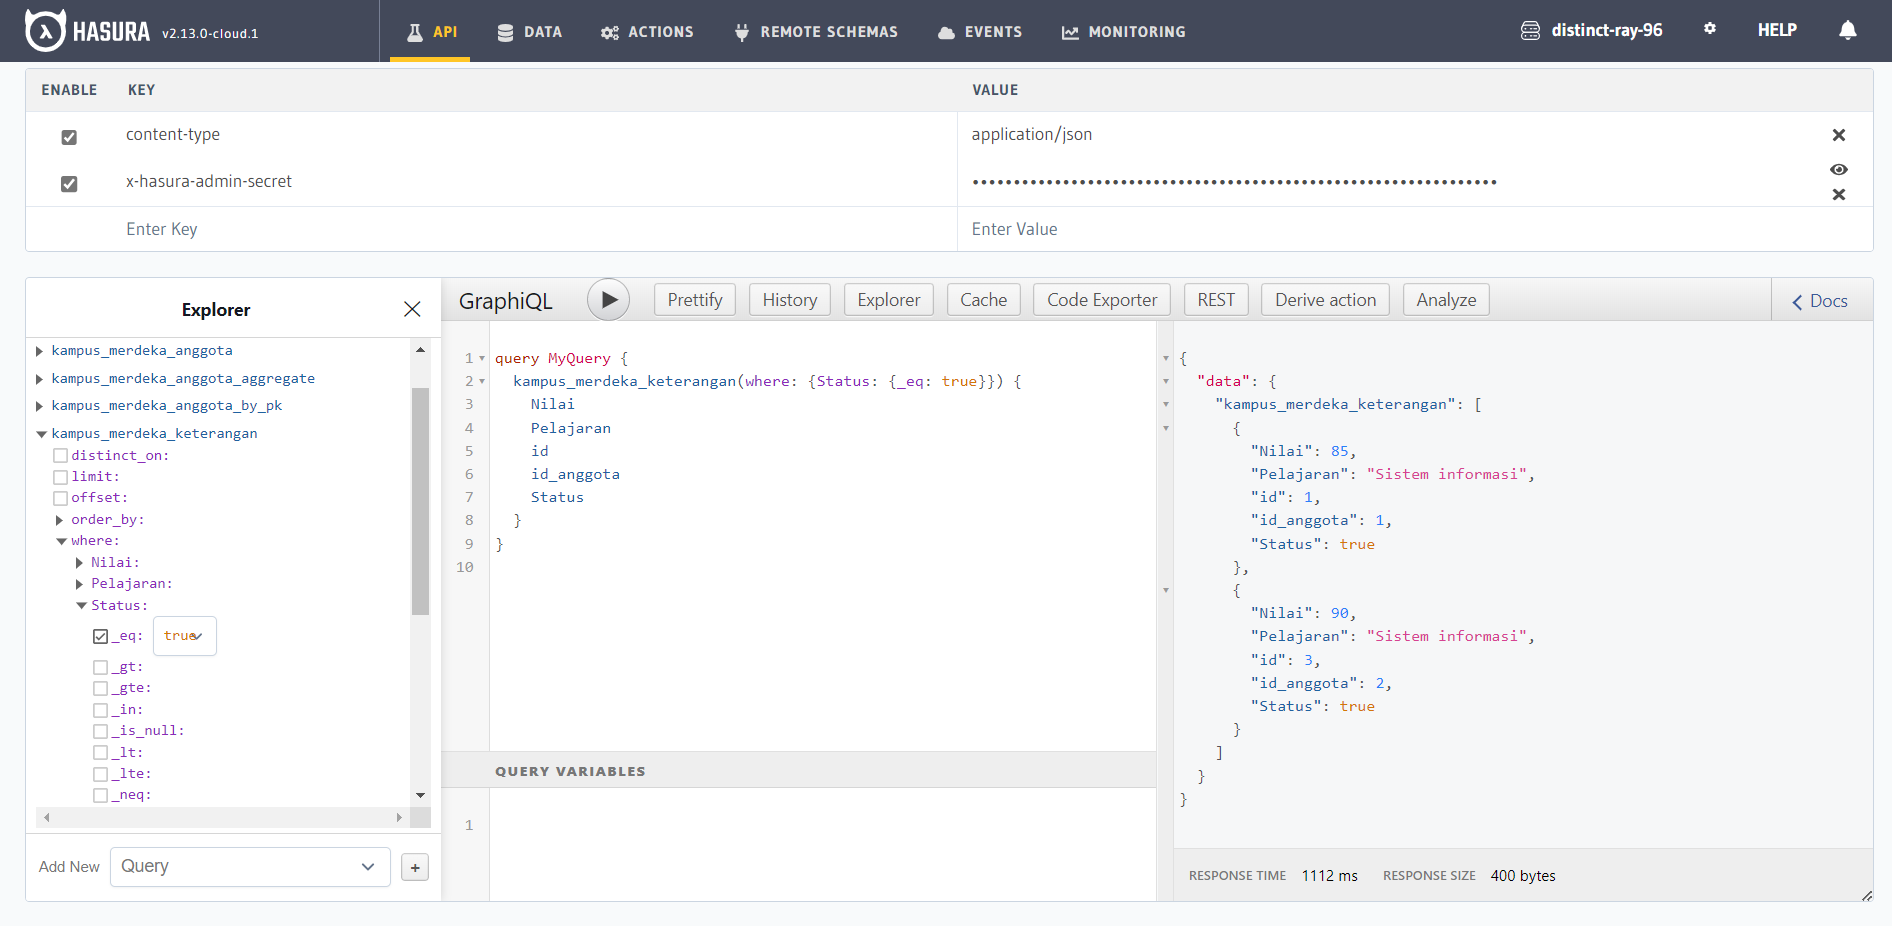 HASURA v2.13.0-cloud.1 API DATA ACTIONS REMOTE SCHEMAS EVENTS MONITORING distinct-ray-96 HELP
ENABLE KEY VALUE
content-type application/json
x-hasura-admin-secret ••••••••••••••••••••••••••••••••••••••••••••••••••••••••••••••••
Enter Key Enter Value
Explorer
kampus_merdeka_anggota
kampus_merdeka_anggota_aggregate
kampus_merdeka_anggota_by_pk
kampus_merdeka_keterangan
distinct_on:
limit:
offset:
order_by:
where:
Nilai:
Pelajaran:
Status:
_eq: true
_gt:
_gte:
_in:
_is_null:
_lt:
_lte:
_neq:
Add New Query +
GraphiQL Prettify History Explorer Cache Code Exporter REST Derive action Analyze Docs
1 query MyQuery {
2 kampus_merdeka_keterangan(where: {Status: {_eq: true}}) {
3 Nilai
4 Pelajaran
5 id
6 id_anggota
7 Status
8 }
9 }
10
QUERY VARIABLES
1
{
"data": {
"kampus_merdeka_keterangan": [
{
"Nilai": 85,
"Pelajaran": "Sistem informasi",
"id": 1,
"id_anggota": 1,
"Status": true
},
{
"Nilai": 90,
"Pelajaran": "Sistem informasi",
"id": 3,
"id_anggota": 2,
"Status": true
}
]
}
}
RESPONSE TIME 1112 ms RESPONSE SIZE 400 bytes